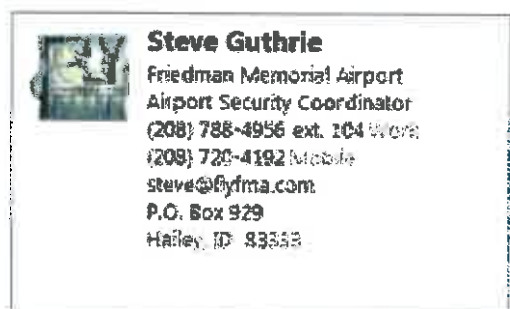 Steve Guthrie
Friedman Memorial Airport
Airport Security Coordinator
(208) 788-4956 ext. 104 Work
(208) 720-4192 Mobile
steve@flyfma.com
P.O. Box 929
Hailey, ID 83333